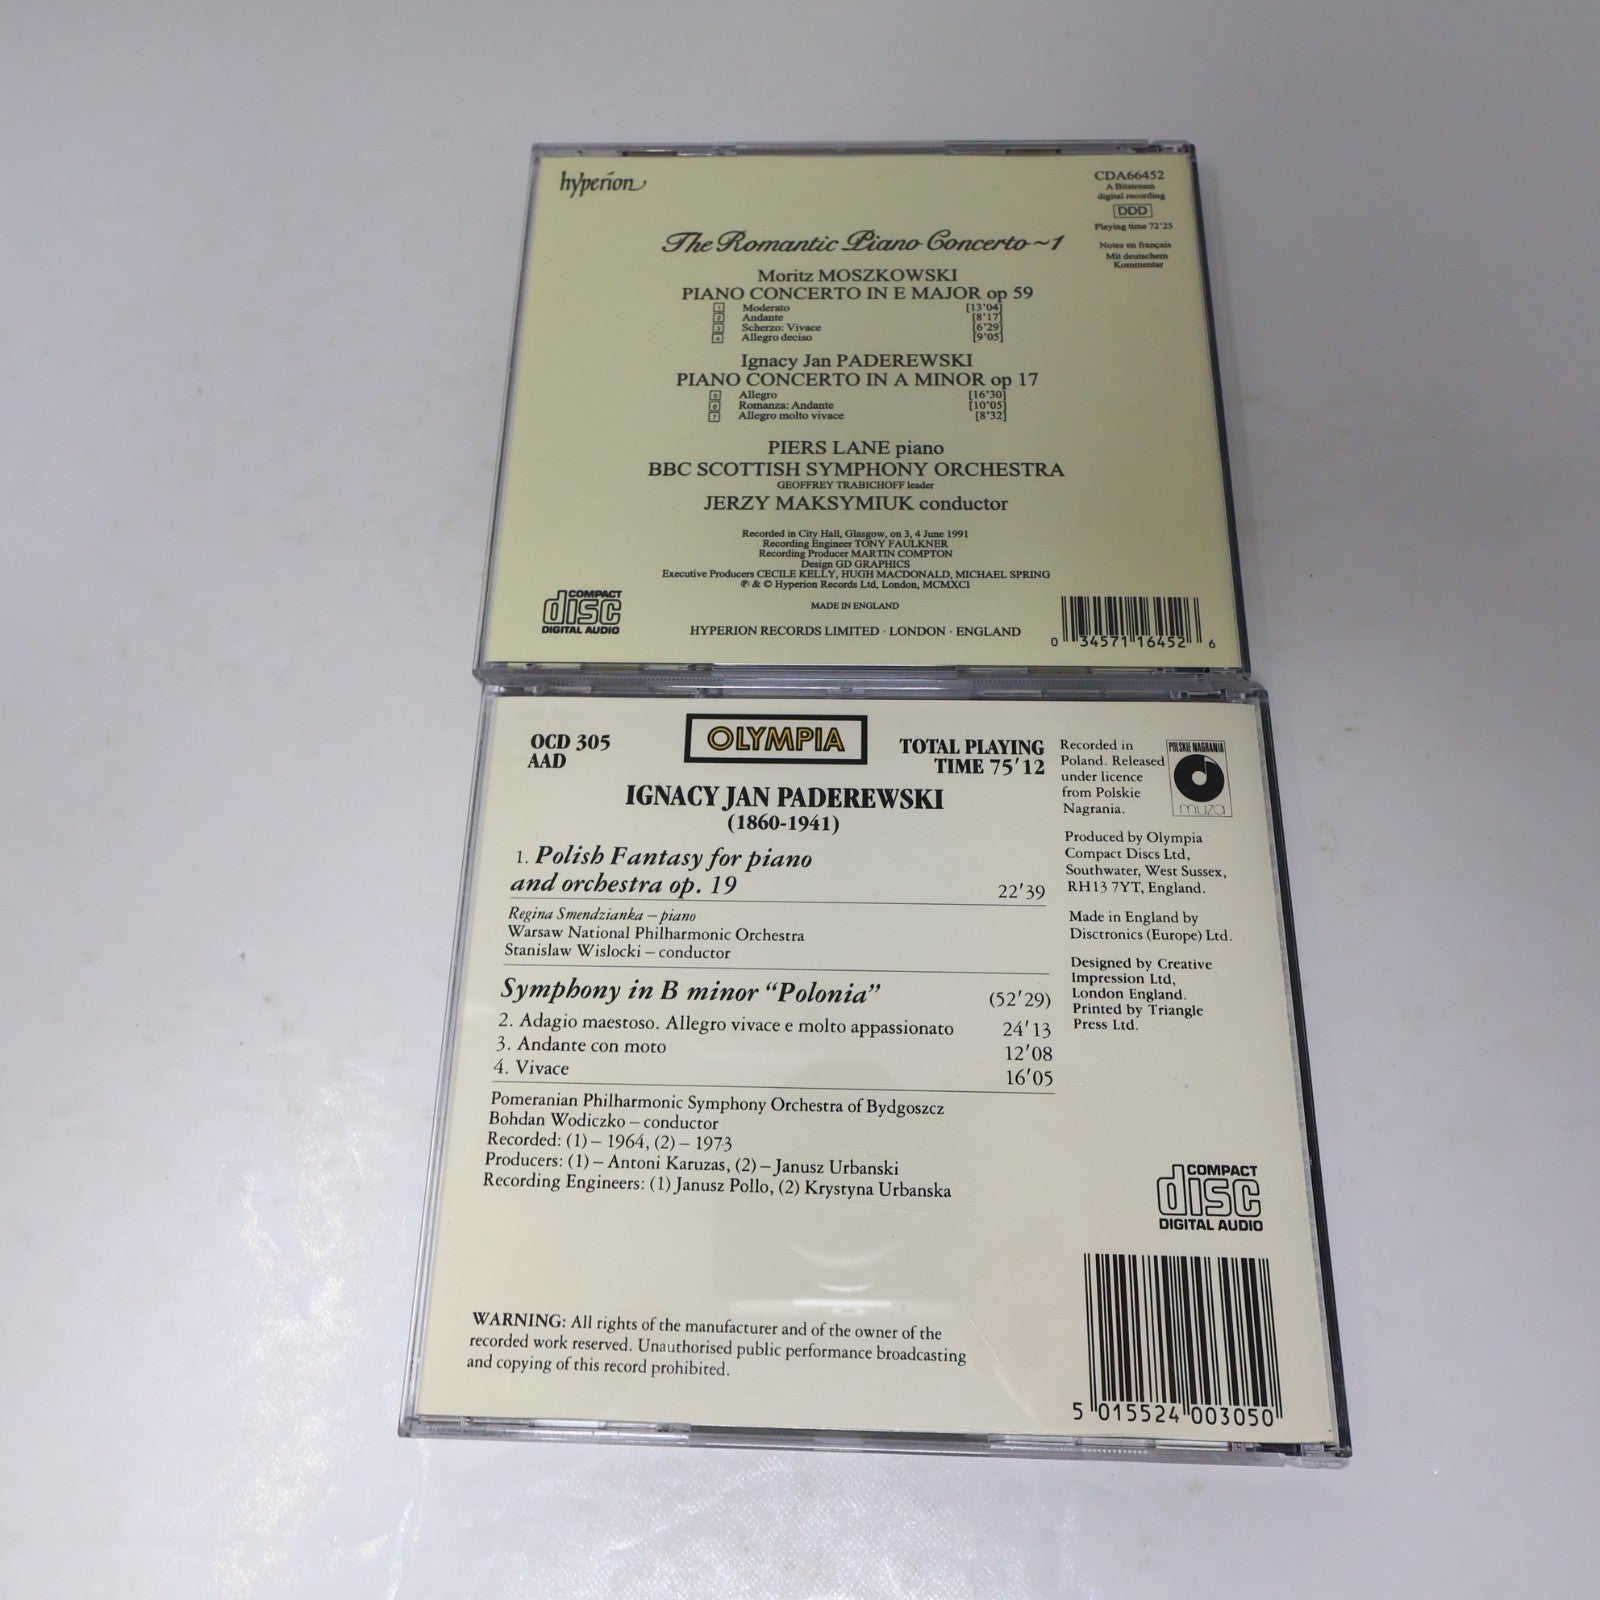 hyperion
CDA66452
A Bitstream
digital recording
DDD
Playing time 72'25
Notes en français
Mit deutschem
Kommentar
The Romantic Piano Concerto~1
Moritz MOSZKOWSKI
PIANO CONCERTO IN E MAJOR op 59
1 Moderato [13'04]
2 Andante [8'17]
3 Scherzo: Vivace [6'29]
4 Allegro deciso [9'05]
Ignacy Jan PADEREWSKI
PIANO CONCERTO IN A MINOR op 17
5 Allegro [16'30]
6 Romanza: Andante [10'05]
7 Allegro molto vivace [8'32]
PIERS LANE piano
BBC SCOTTISH SYMPHONY ORCHESTRA
GEOFFREY TRABICHOFF leader
JERZY MAKSYMIUK conductor
Recorded in City Hall, Glasgow, on 3, 4 June 1991
Recording Engineer TONY FAULKNER
Recording Producer MARTIN COMPTON
Design GD GRAPHICS
Executive Producers CECILE KELLY, HUGH MACDONALD, MICHAEL SPRING
℗ & © Hyperion Records Ltd, London, MCMXCI
MADE IN ENGLAND
HYPERION RECORDS LIMITED · LONDON · ENGLAND
COMPACT
disc
DIGITAL AUDIO
0 34571 16452 6
OCD 305
AAD
OLYMPIA
TOTAL PLAYING
TIME 75'12
IGNACY JAN PADEREWSKI
(1860-1941)
1. Polish Fantasy for piano
and orchestra op. 19 22'39
Regina Smendzianka – piano
Warsaw National Philharmonic Orchestra
Stanislaw Wislocki – conductor
Symphony in B minor "Polonia" (52'29)
2. Adagio maestoso. Allegro vivace e molto appassionato 24'13
3. Andante con moto 12'08
4. Vivace 16'05
Pomeranian Philharmonic Symphony Orchestra of Bydgoszcz
Bohdan Wodiczko – conductor
Recorded: (1) – 1964, (2) – 1973
Producers: (1) – Antoni Karuzas, (2) – Janusz Urbanski
Recording Engineers: (1) Janusz Pollo, (2) Krystyna Urbanska
WARNING: All rights of the manufacturer and of the owner of the
recorded work reserved. Unauthorised public performance broadcasting
and copying of this record prohibited.
Recorded in
Poland. Released
under licence
from Polskie
Nagrania.
POLSKIE NAGRANIA
muza
Produced by Olympia
Compact Discs Ltd,
Southwater, West Sussex,
RH13 7YT, England.
Made in England by
Disctronics (Europe) Ltd.
Designed by Creative
Impression Ltd,
London England.
Printed by Triangle
Press Ltd.
COMPACT
disc
DIGITAL AUDIO
5 015524 003050